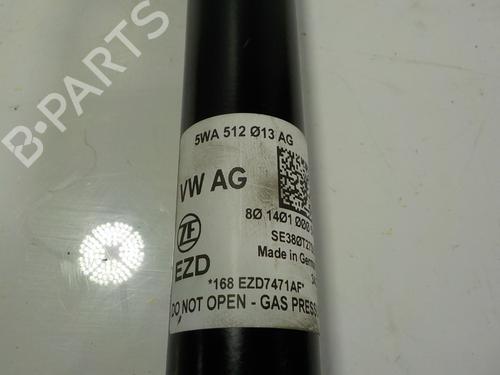 B-PARTS
5WA 512 Ø13 AG
VW AG
8Ø 14Ø1 ØØØ
ZF
SE38ØT27
EZD
Made in German
*168 EZD7471AF*
DO NOT OPEN - GAS PRESS